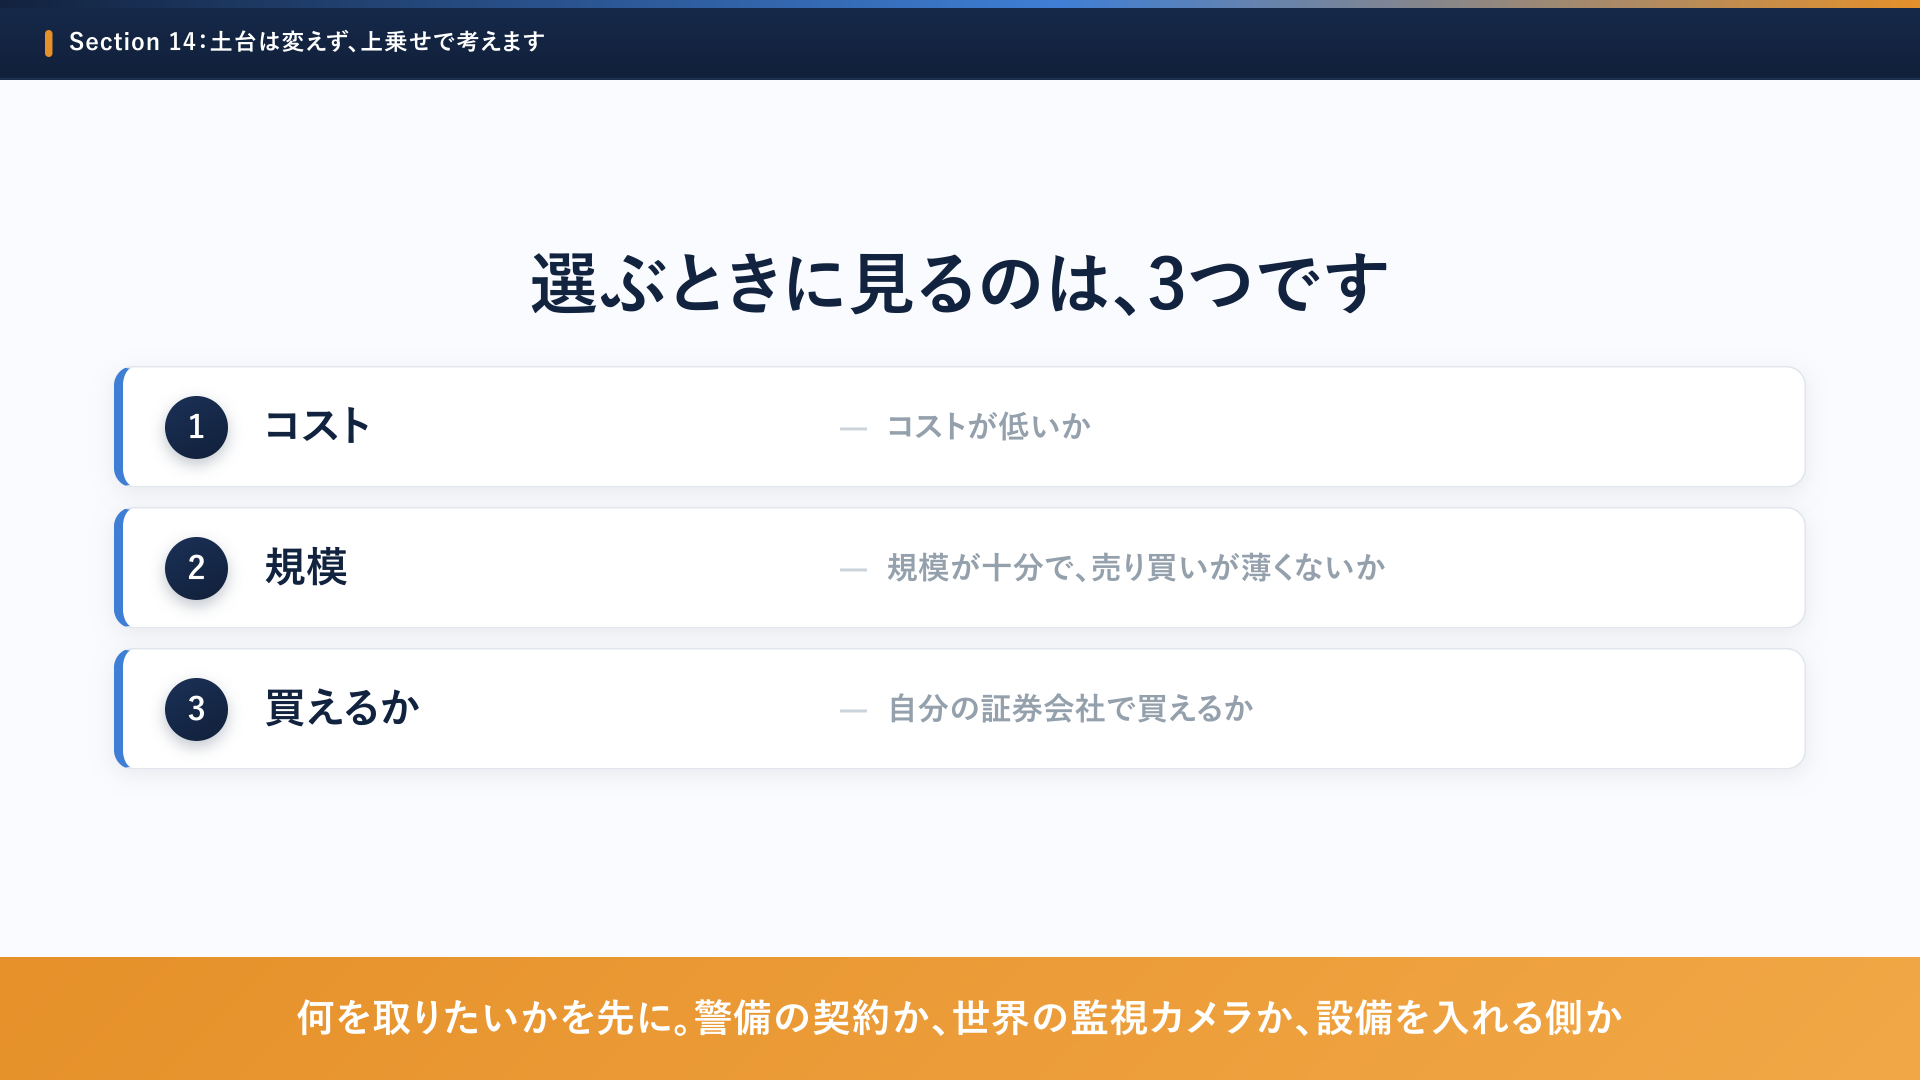 Section 14：土台は変えず、上乗せで考えます
選ぶときに見るのは、3つです
1 コスト — コストが低いか
2 規模 — 規模が十分で、売り買いが薄くないか
3 買えるか — 自分の証券会社で買えるか
何を取りたいかを先に。警備の契約か、世界の監視カメラか、設備を入れる側か